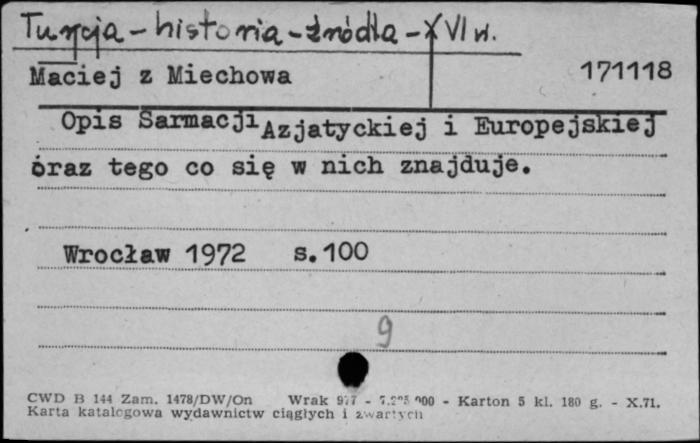 Turcja - historia - źródła - XVI w.
Maciej z Miechowa 171118
Opis Sarmacji Azjatyckiej i Europejskiej
oraz tego co się w nich znajduje.
Wrocław 1972 s.100
9
CWD B 144 Zam. 1478/DW/On Wrak - Karton 5 kl. 180 g. - X.71.
Karta katalogowa wydawnictw ciągłych i zwartych